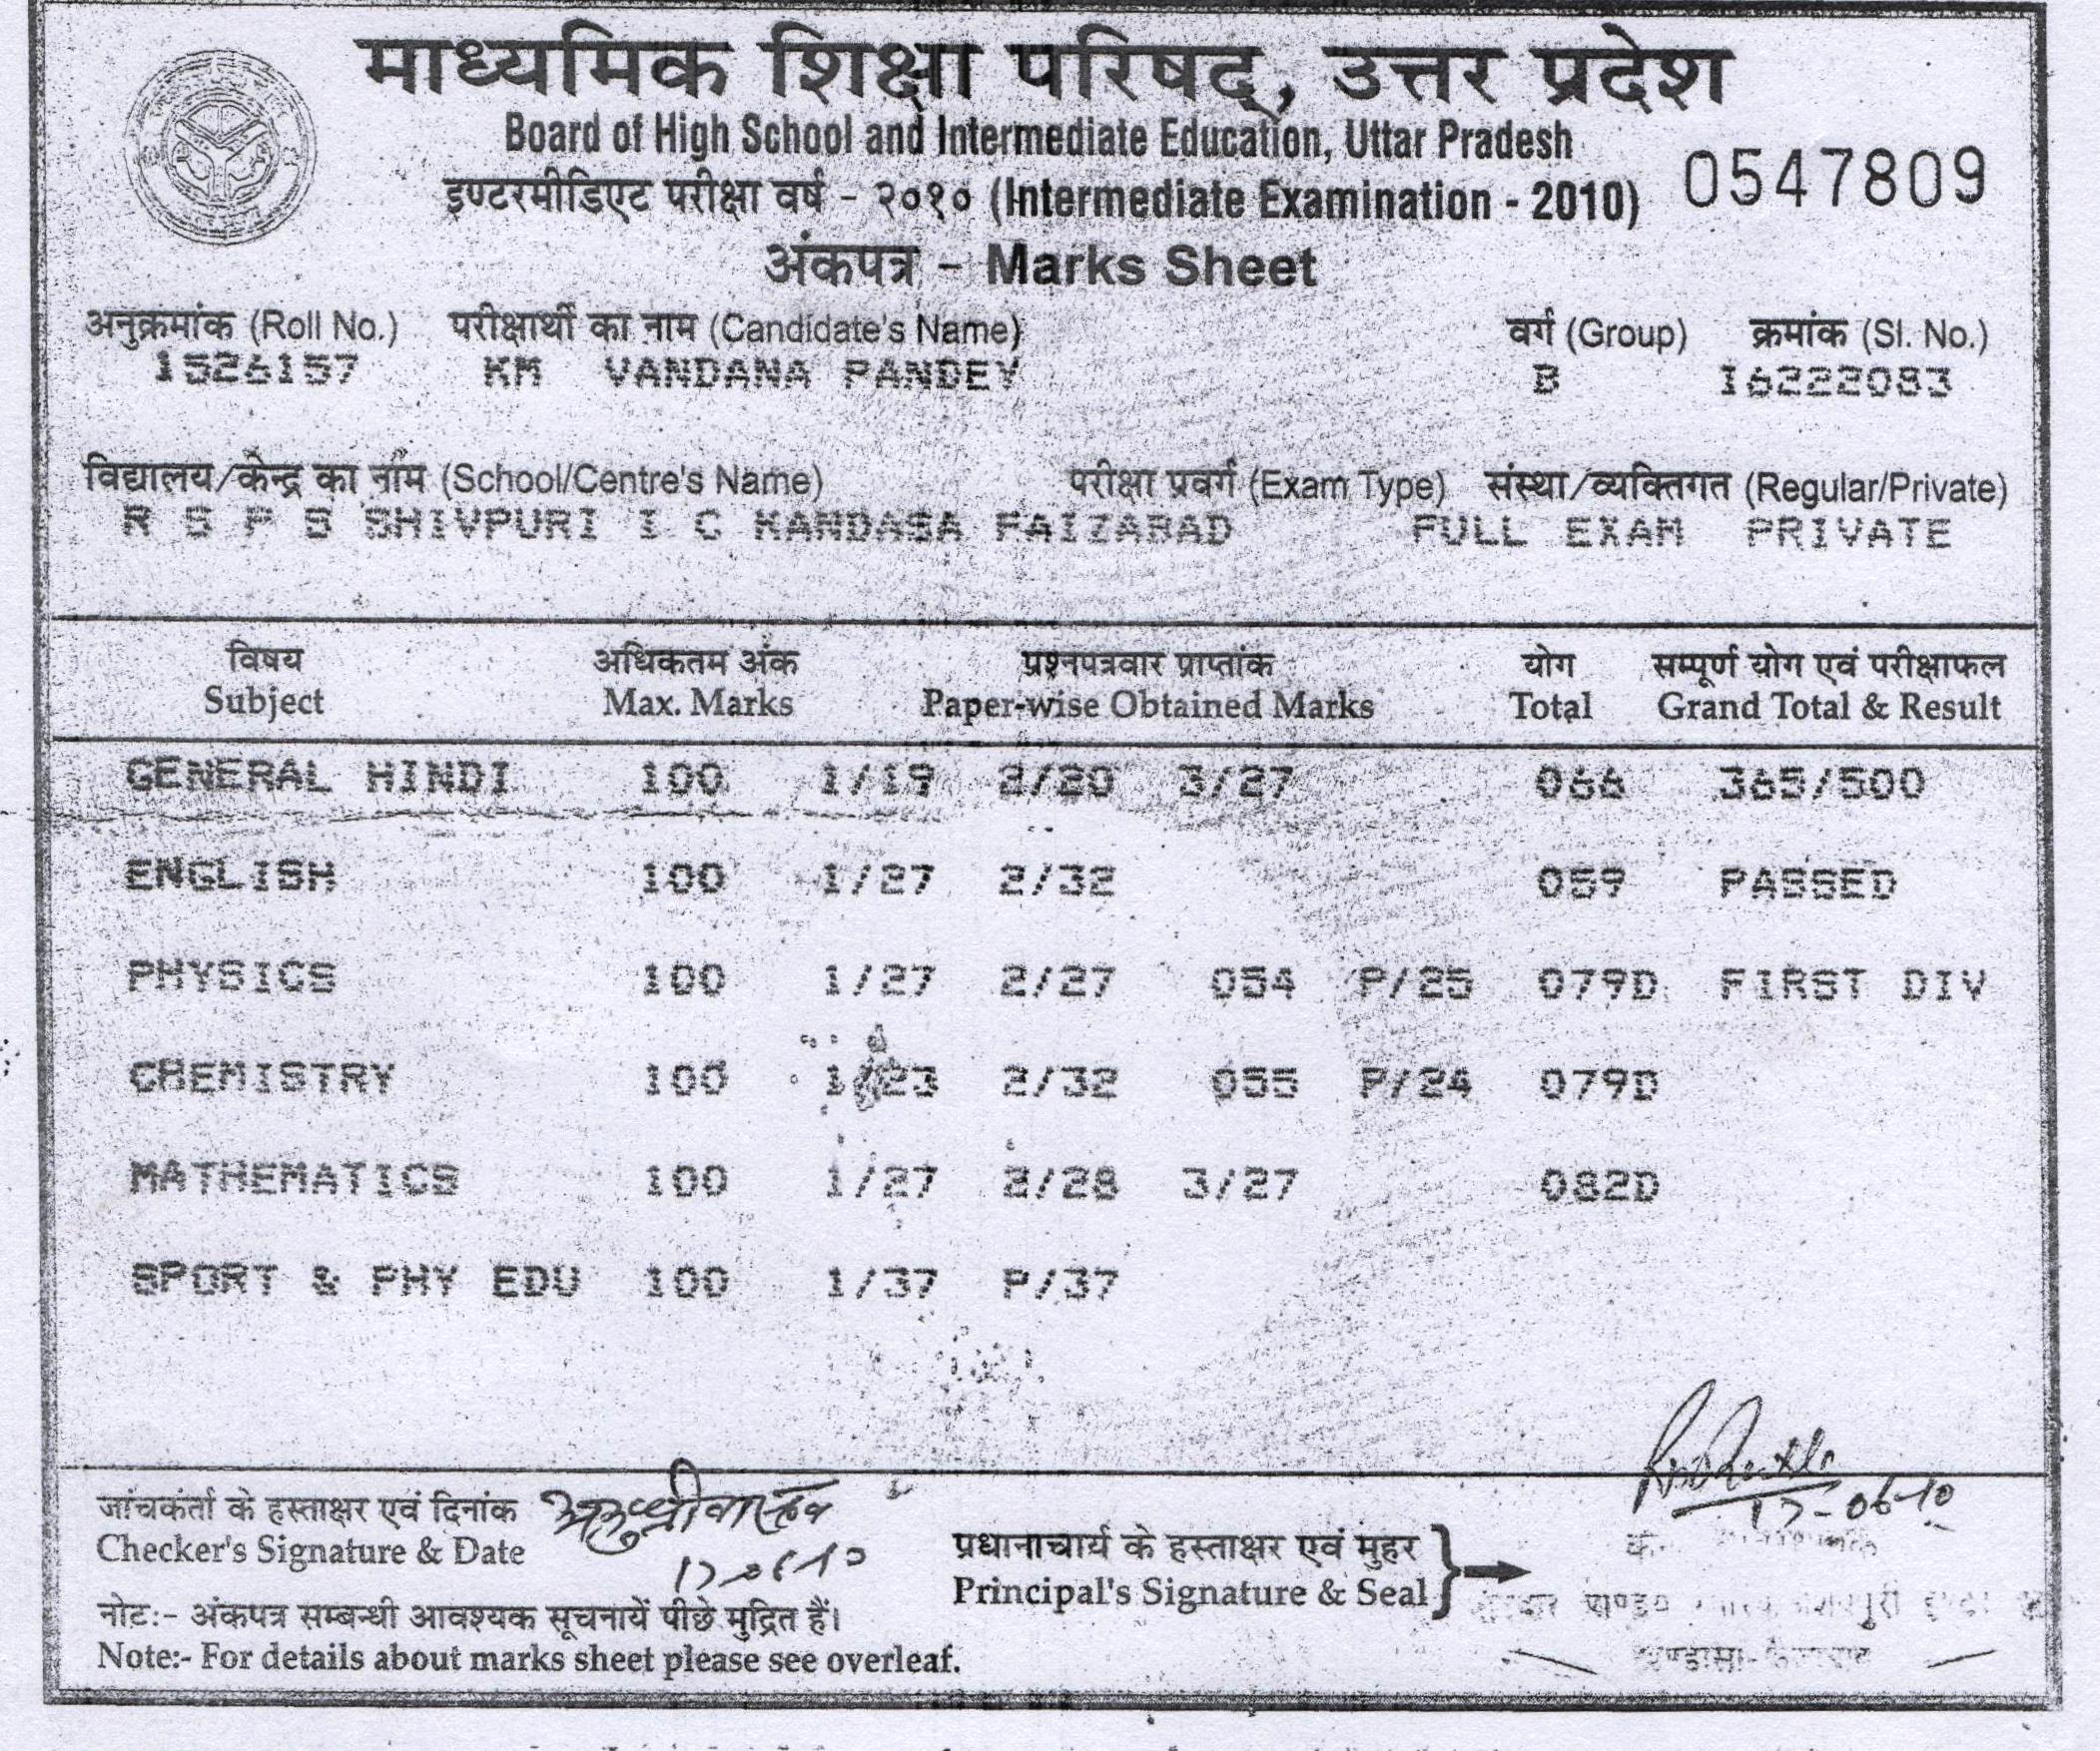 माध्यमिक शिक्षा परिषद्, उत्तर प्रदेश
Board of High School and Intermediate Education, Uttar Pradesh
0547809
इण्टरमीडिएट परीक्षा वर्ष - २०१० (Intermediate Examination - 2010)
अंकपत्र - Marks Sheet
अनुक्रमांक (Roll No.) परीक्षार्थी का नाम (Candidate's Name) वर्ग (Group) क्रमांक (Sl. No.)
1526157 KM VANDANA PANDEY B I6222083
विद्यालय/केन्द्र का नाम (School/Centre's Name) परीक्षा प्रवर्ग (Exam Type) संस्था/व्यक्तिगत (Regular/Private)
R S P S SHIVPURI I C KANDASA FAIZABAD FULL EXAM PRIVATE
विषय अधिकतम अंक प्रश्नपत्रवार प्राप्तांक योग सम्पूर्ण योग एवं परीक्षाफल
Subject Max. Marks Paper-wise Obtained Marks Total Grand Total & Result
GENERAL HINDI 100 1/19 2/20 3/27 066 365/500
ENGLISH 100 1/27 2/32 059 PASSED
PHYSICS 100 1/27 2/27 054 P/25 079D FIRST DIV
CHEMISTRY 100 1/23 2/32 055 P/24 079D
MATHEMATICS 100 1/27 2/28 3/27 082D
SPORT & PHY EDU 100 1/37 P/37
17-06-10
जांचकर्ता के हस्ताक्षर एवं दिनांक
Checker's Signature & Date
प्रधानाचार्य के हस्ताक्षर एवं मुहर
Principal's Signature & Seal
नोट:- अंकपत्र सम्बन्धी आवश्यक सूचनायें पीछे मुद्रित हैं।
Note:- For details about marks sheet please see overleaf.